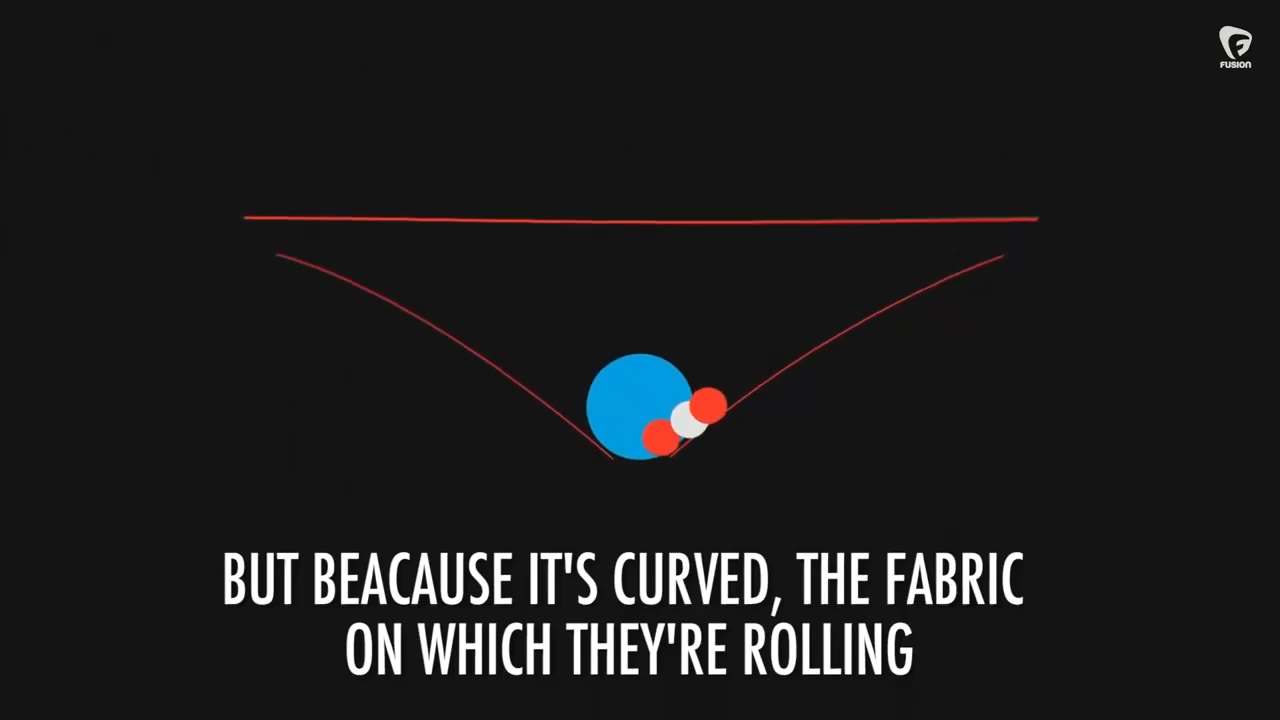 FUSION
BUT BEACAUSE IT'S CURVED, THE FABRIC
ON WHICH THEY'RE ROLLING